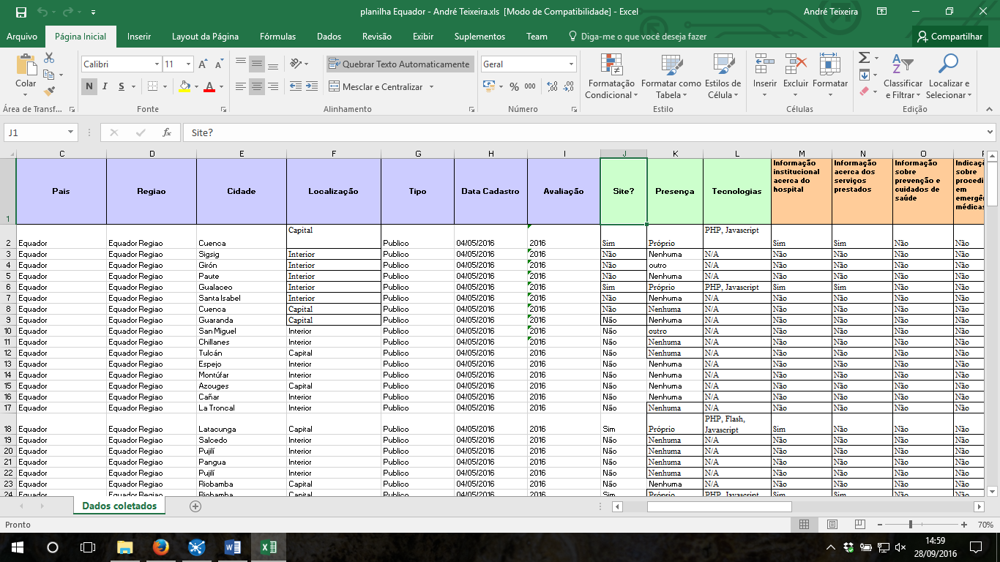 planilha Equador - André Teixeira.xls [Modo de Compatibilidade] - Excel
André Teixeira
Arquivo Página Inicial Inserir Layout da Página Fórmulas Dados Revisão Exibir Suplementos Team Diga-me o que você deseja fazer Compartilhar
Colar
Calibri 11
N I S
Quebrar Texto Automaticamente
Mesclar e Centralizar
Geral
% 000
Formatação Condicional
Formatar como Tabela
Estilos de Célula
Inserir Excluir Formatar
Classificar e Filtrar
Localizar e Selecionar
Área de Transf... Fonte Alinhamento Número Estilo Células Edição
J1 fx Site?
C D E F G H I J K L M N O
1 Pais Regiao Cidade Localização Tipo Data Cadastro Avaliação Site? Presença Tecnologias Informação institucional acerca do hospital Informação acerca dos serviços prestados Informação sobre prevenção e cuidados de saúde Indicaçõ sobre procedi em emergê médicas
2 Equador Equador Regiao Cuenca Capital Publico 04/05/2016 2016 Sim Próprio PHP, Javascript Sim Sim Não Não
3 Equador Equador Regiao Sigsig Interior Publico 04/05/2016 2016 Não Nenhuma N/A Não Não Não Não
4 Equador Equador Regiao Girón Interior Publico 04/05/2016 2016 Não outro N/A Não Não Não Não
5 Equador Equador Regiao Paute Interior Publico 04/05/2016 2016 Não Nenhuma N/A Não Não Não Não
6 Equador Equador Regiao Gualaceo Interior Publico 04/05/2016 2016 Sim Próprio PHP, Javascript Sim Sim Não Não
7 Equador Equador Regiao Santa Isabel Interior Publico 04/05/2016 2016 Não Nenhuma N/A Não Não Não Não
8 Equador Equador Regiao Cuenca Capital Publico 04/05/2016 2016 Não Nenhuma N/A Não Não Não Não
9 Equador Equador Regiao Guaranda Capital Publico 04/05/2016 2016 Não Nenhuma N/A Não Não Não Não
10 Equador Equador Regiao San Miguel Interior Publico 04/05/2016 2016 Não outro N/A Não Não Não Não
11 Equador Equador Regiao Chillanes Interior Publico 04/05/2016 2016 Não Nenhuma N/A Não Não Não Não
12 Equador Equador Regiao Tulcán Capital Publico 04/05/2016 2016 Não Nenhuma N/A Não Não Não Não
13 Equador Equador Regiao Espejo Interior Publico 04/05/2016 2016 Não Nenhuma N/A Não Não Não Não
14 Equador Equador Regiao Montúfar Interior Publico 04/05/2016 2016 Não Nenhuma N/A Não Não Não Não
15 Equador Equador Regiao Azouges Capital Publico 04/05/2016 2016 Não Nenhuma N/A Não Não Não Não
16 Equador Equador Regiao Cañar Interior Publico 04/05/2016 2016 Não Nenhuma N/A Não Não Não Não
17 Equador Equador Regiao La Troncal Interior Publico 04/05/2016 2016 Não Nenhuma N/A Não Não Não Não
18 Equador Equador Regiao Latacunga Capital Publico 04/05/2016 2016 Sim Próprio PHP, Flash, Javascript Sim Não Não Não
19 Equador Equador Regiao Salcedo Interior Publico 04/05/2016 2016 Não Nenhuma N/A Não Não Não Não
20 Equador Equador Regiao Pujilí Interior Publico 04/05/2016 2016 Não Nenhuma N/A Não Não Não Não
21 Equador Equador Regiao Pangua Interior Publico 04/05/2016 2016 Não Nenhuma N/A Não Não Não Não
22 Equador Equador Regiao Pujilí Interior Publico 04/05/2016 2016 Não Nenhuma N/A Não Não Não Não
23 Equador Equador Regiao Riobamba Capital Publico 04/05/2016 2016 Não Nenhuma N/A Não Não Não Não
24 Equador Equador Regiao Riobamba Capital Publico 04/05/2016 2016 Sim Próprio PHP, Javascript Sim Sim Não Não
Dados coletados
Pronto 70%
14:59
28/09/2016